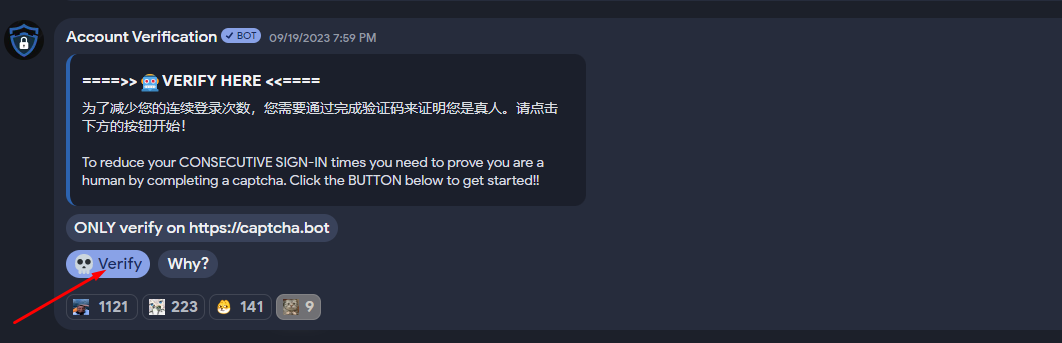 Account Verification ✓ BOT 09/19/2023 7:59 PM
====>> 🤖 VERIFY HERE <<====
为了减少您的连续登录次数，您需要通过完成验证码来证明您是真人。请点击
下方的按钮开始！
To reduce your CONSECUTIVE SIGN-IN times you need to prove you are a
human by completing a captcha. Click the BUTTON below to get started!!
ONLY verify on https://captcha.bot
💀 Verify Why?
1121 223 141 9